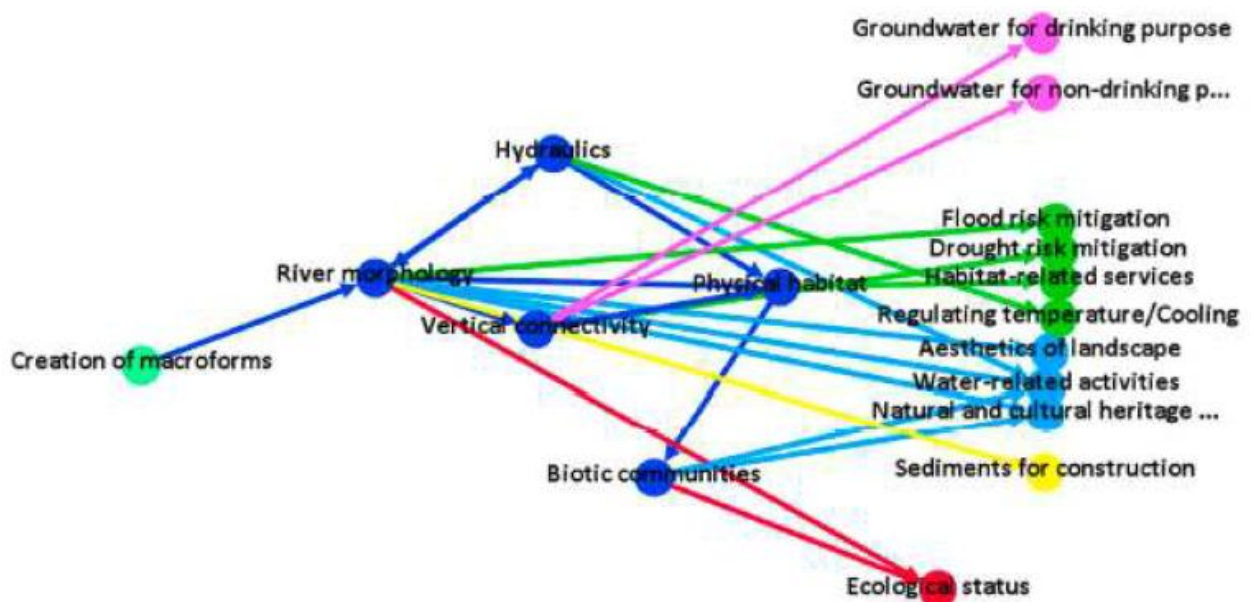 Groundwater for drinking purpose
Groundwater for non-drinking p...
Hydraulics
Flood risk mitigation
Drought risk mitigation
River morphology
Physical habitat
Habitat-related services
Vertical connectivity
Regulating temperature/Cooling
Creation of macroforms
Aesthetics of landscape
Water-related activities
Natural and cultural heritage ...
Biotic communities
Sediments for construction
Ecological status